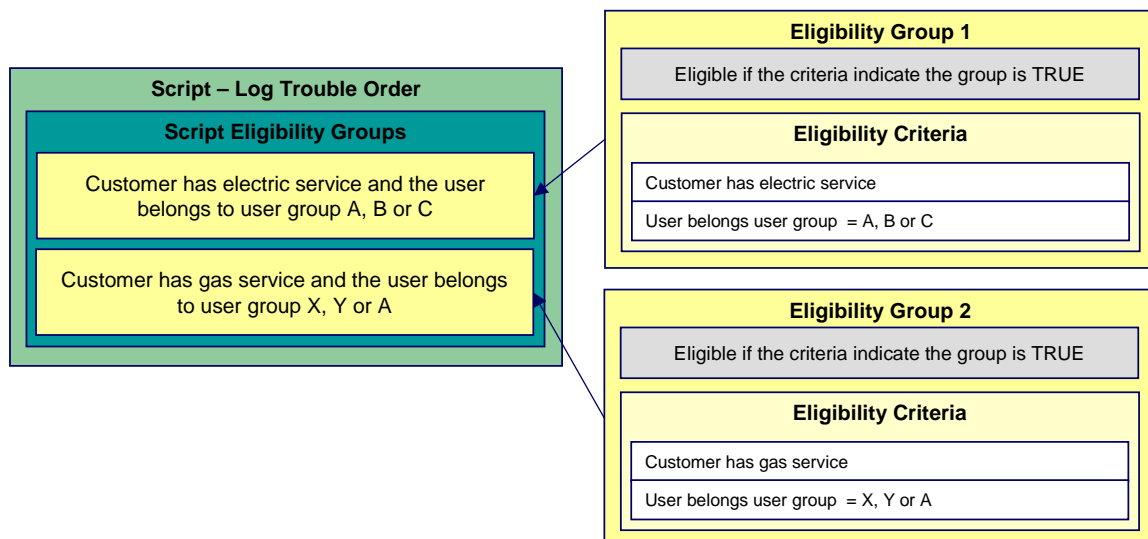 Script – Log Trouble Order
Script Eligibility Groups
Customer has electric service and the user
belongs to user group A, B or C
Customer has gas service and the user belongs
to user group X, Y or A
Eligibility Group 1
Eligible if the criteria indicate the group is TRUE
Eligibility Criteria
Customer has electric service
User belongs user group  = A, B or C
Eligibility Group 2
Eligible if the criteria indicate the group is TRUE
Eligibility Criteria
Customer has gas service
User belongs user group  = X, Y or A